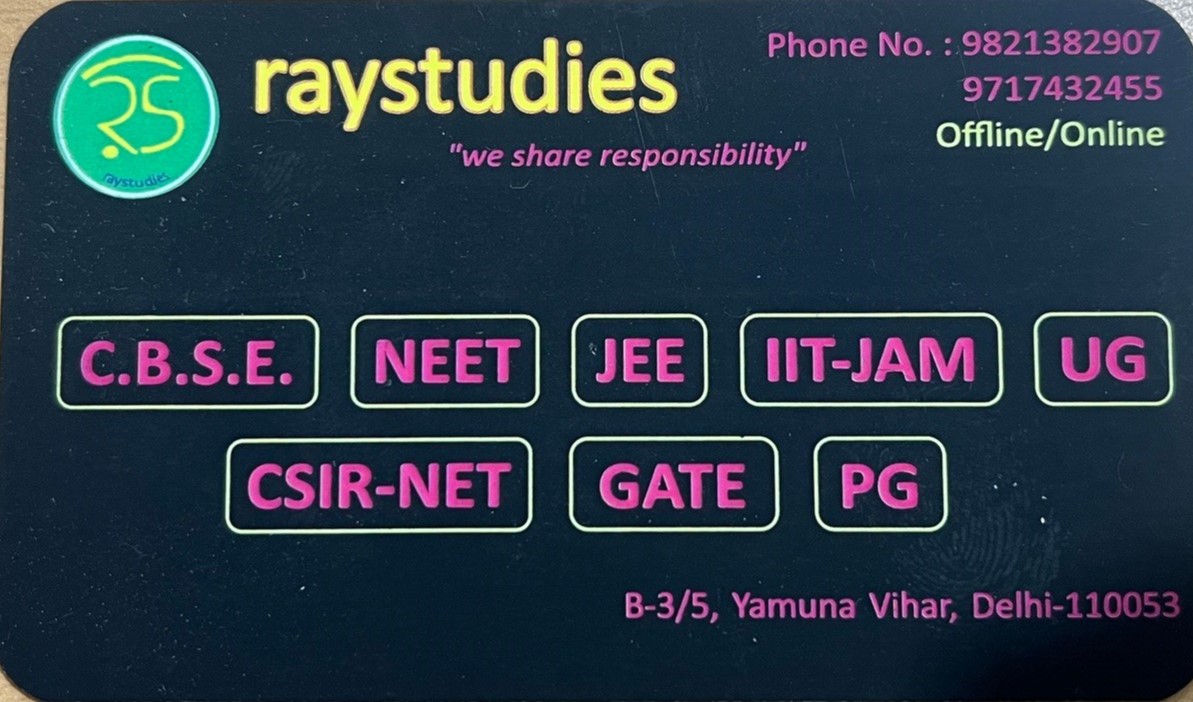 RS
raystudies
raystudies
"we share responsibility"
Phone No. : 9821382907
9717432455
Offline/Online
C.B.S.E. NEET JEE IIT-JAM UG
CSIR-NET GATE PG
B-3/5, Yamuna Vihar, Delhi-110053